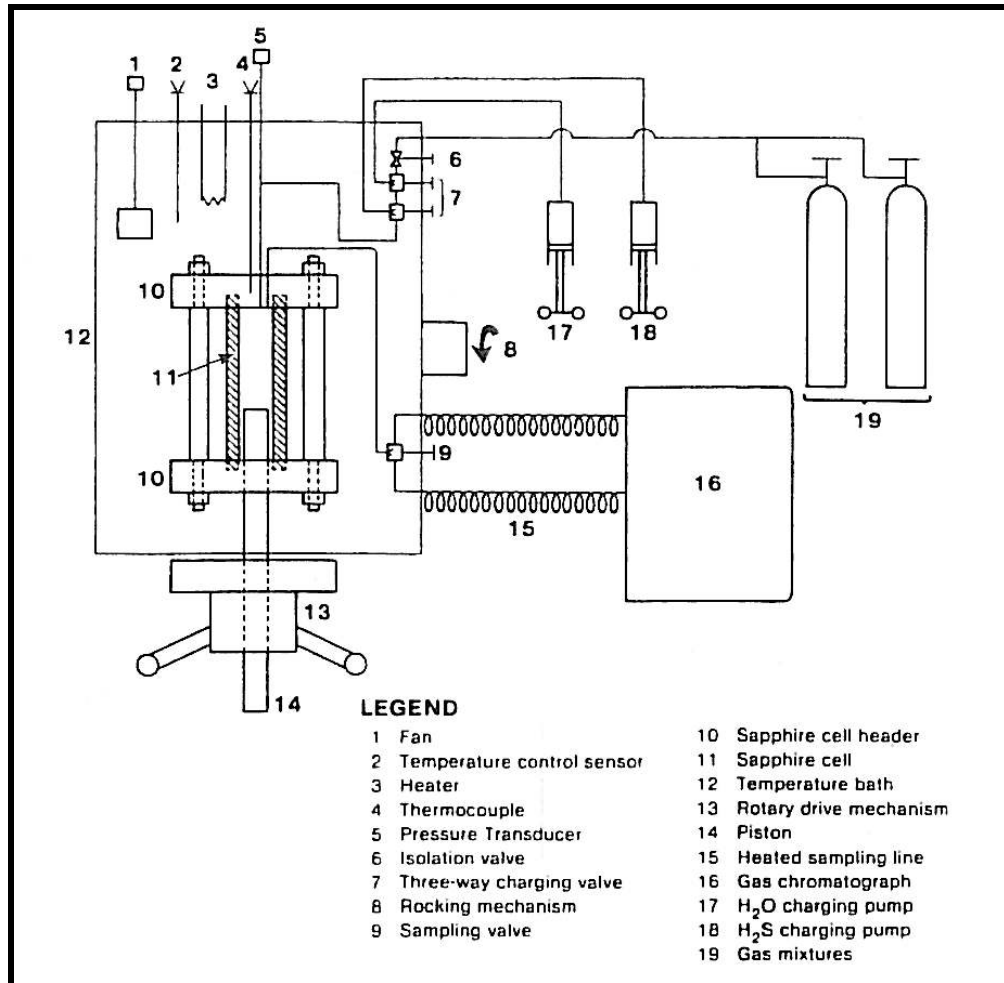 5
1
2
3
4
6
7
10
12
11
8
17
18
19
9
10
16
15
13
14
LEGEND
1 Fan
2 Temperature control sensor
3 Heater
4 Thermocouple
5 Pressure Transducer
6 Isolation valve
7 Three-way charging valve
8 Rocking mechanism
9 Sampling valve
10 Sapphire cell header
11 Sapphire cell
12 Temperature bath
13 Rotary drive mechanism
14 Piston
15 Heated sampling line
16 Gas chromatograph
17 H₂O charging pump
18 H₂S charging pump
19 Gas mixtures